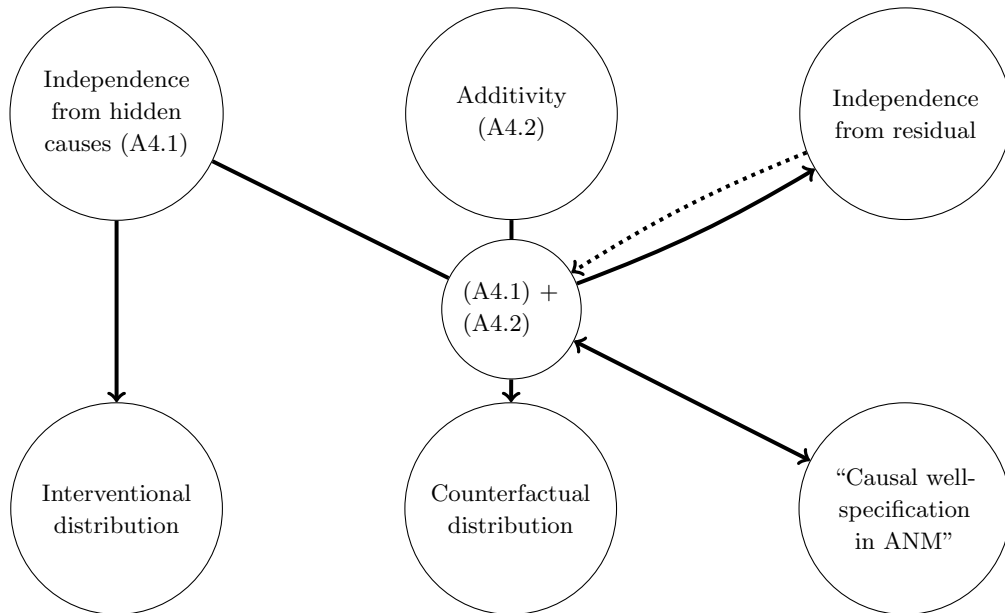 Independence
from hidden
causes (A4.1)
Additivity
(A4.2)
Independence
from residual
(A4.1) +
(A4.2)
Interventional
distribution
Counterfactual
distribution
“Causal well-
specification
in ANM”